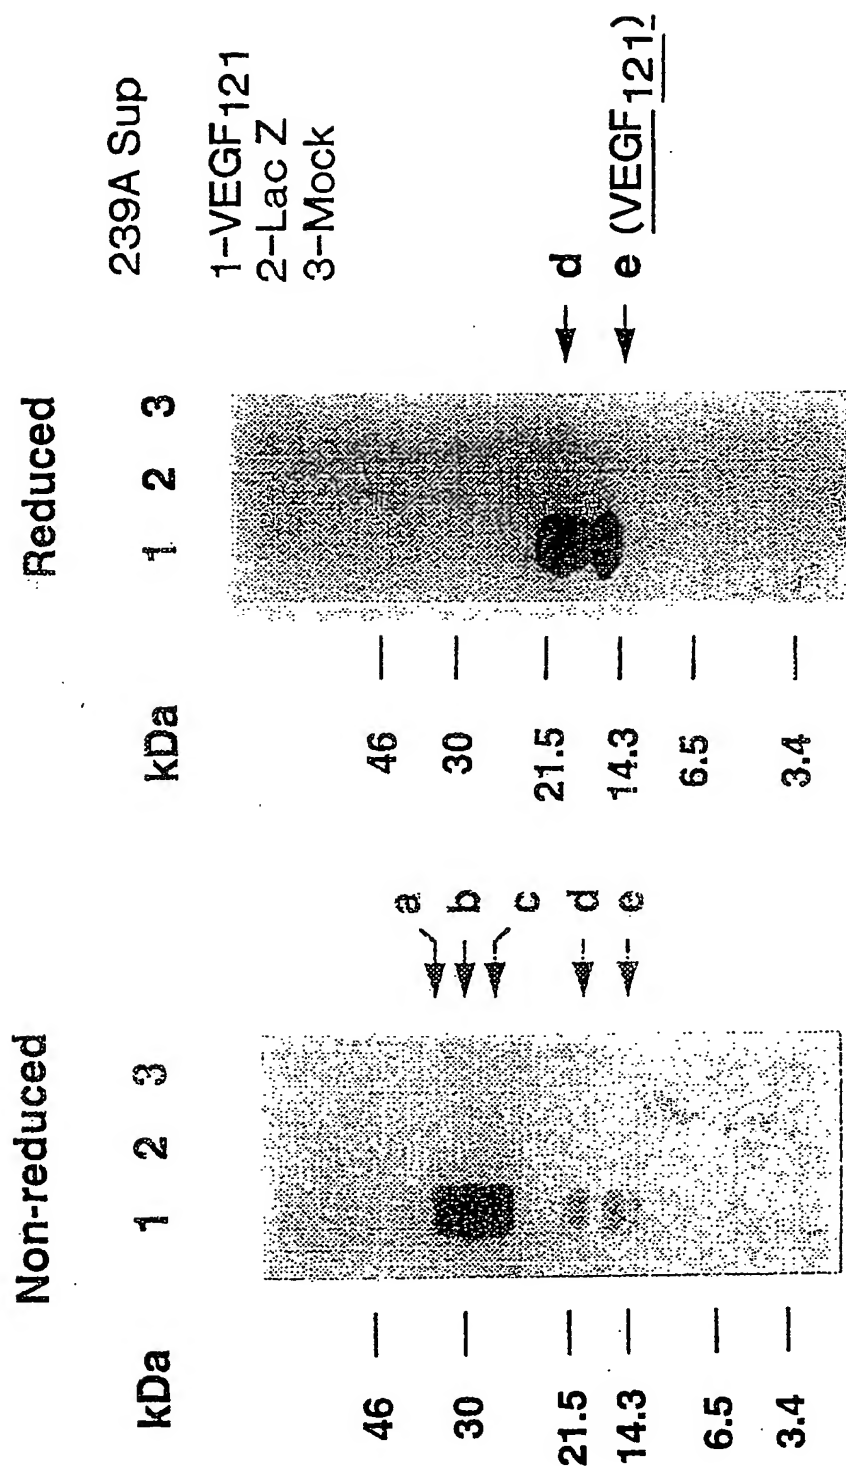 Non-reduced
kDa 1 2 3
46
30
21.5
14.3
6.5
3.4
a
b
c
d
e
Reduced
kDa 1 2 3
46
30
21.5
14.3
6.5
3.4
d
e (VEGF121)
239A Sup
1-VEGF121
2-Lac Z
3-Mock